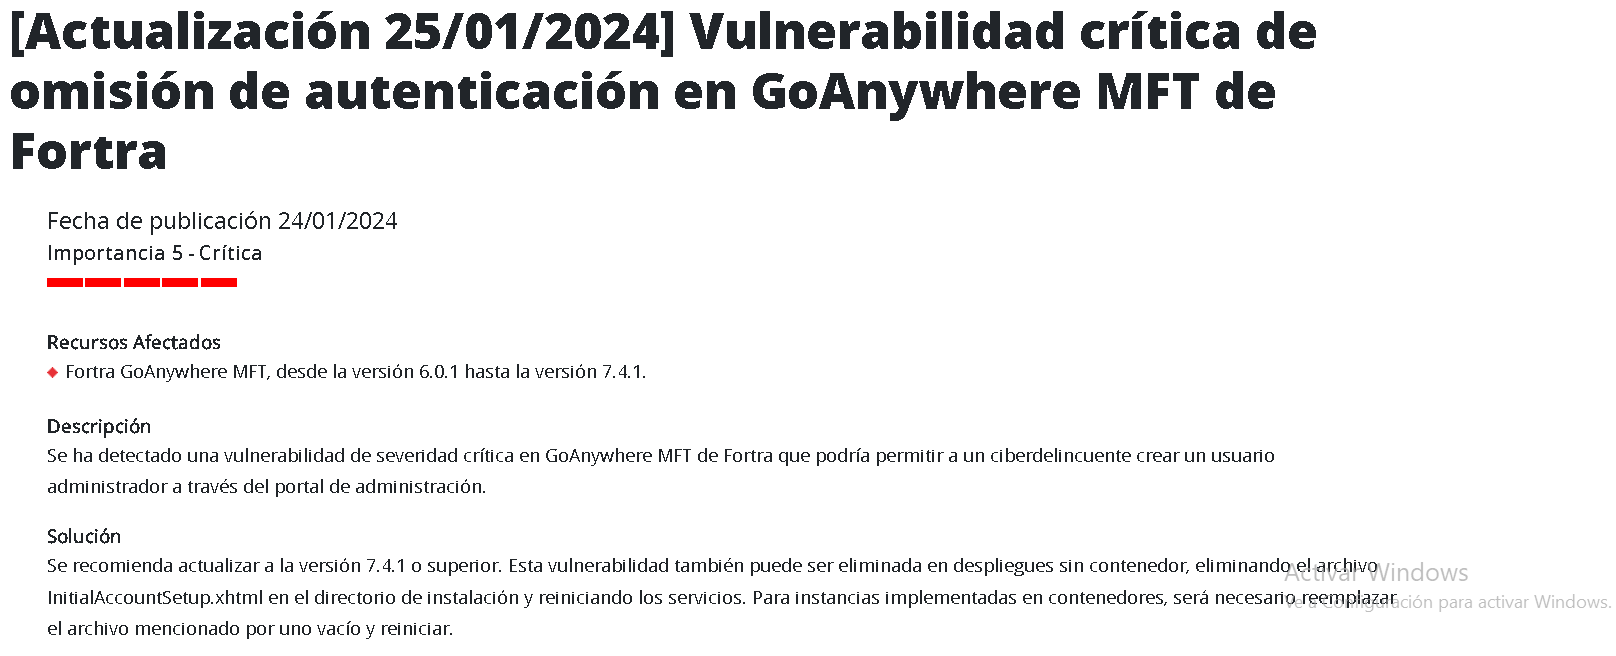 [Actualización 25/01/2024] Vulnerabilidad crítica de
omisión de autenticación en GoAnywhere MFT de
Fortra
Fecha de publicación 24/01/2024
Importancia 5 - Crítica
Recursos Afectados
Fortra GoAnywhere MFT, desde la versión 6.0.1 hasta la versión 7.4.1.
Descripción
Se ha detectado una vulnerabilidad de severidad crítica en GoAnywhere MFT de Fortra que podría permitir a un ciberdelincuente crear un usuario
administrador a través del portal de administración.
Solución
Se recomienda actualizar a la versión 7.4.1 o superior. Esta vulnerabilidad también puede ser eliminada en despliegues sin contenedor, eliminando el archivo
InitialAccountSetup.xhtml en el directorio de instalación y reiniciando los servicios. Para instancias implementadas en contenedores, será necesario reemplazar
el archivo mencionado por uno vacío y reiniciar.
Activar Windows
Ve a Configuración para activar Windows.